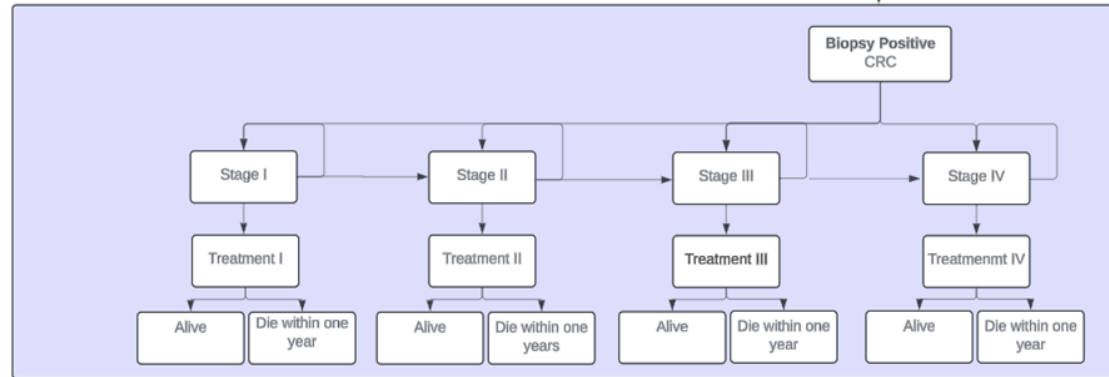 Biopsy Positive
CRC
Stage I
Stage II
Stage III
Stage IV
Treatment I
Treatment II
Treatment III
Treatmenmt IV
Alive
Die within one
year
Alive
Die within one
years
Alive
Die within one
year
Alive
Die within one
year